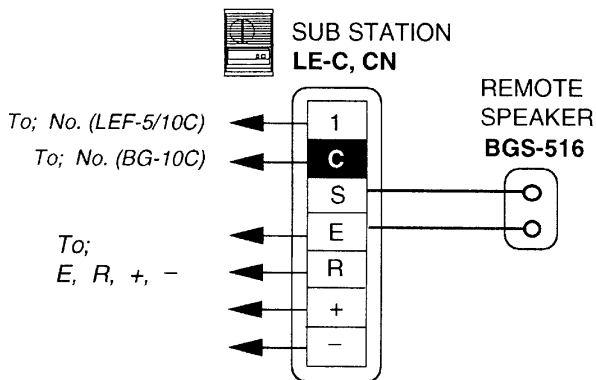 SUB STATION
LE-C, CN
REMOTE
SPEAKER
BGS-516
To; No. (LEF-5/10C)
To; No. (BG-10C)
To;
E, R, +, −
1
C
S
E
R
+
−